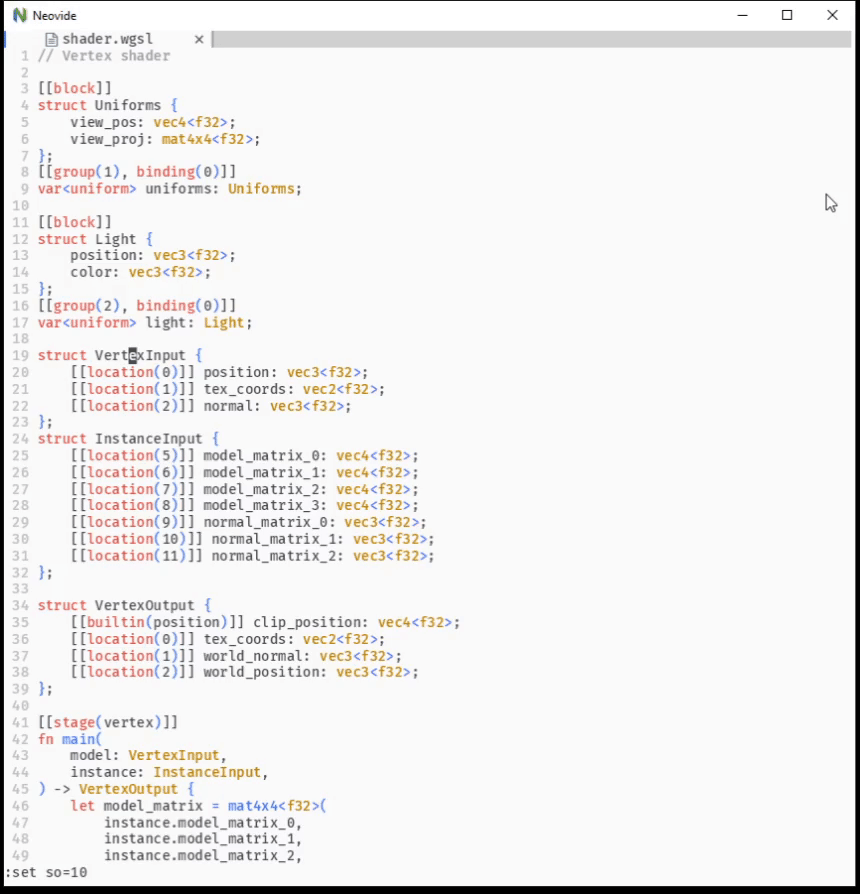 Neovide
shader.wgsl ×
1 // Vertex shader
2
3 [[block]]
4 struct Uniforms {
5     view_pos: vec4<f32>;
6     view_proj: mat4x4<f32>;
7 };
8 [[group(1), binding(0)]]
9 var<uniform> uniforms: Uniforms;
10
11 [[block]]
12 struct Light {
13     position: vec3<f32>;
14     color: vec3<f32>;
15 };
16 [[group(2), binding(0)]]
17 var<uniform> light: Light;
18
19 struct VertexInput {
20     [[location(0)]] position: vec3<f32>;
21     [[location(1)]] tex_coords: vec2<f32>;
22     [[location(2)]] normal: vec3<f32>;
23 };
24 struct InstanceInput {
25     [[location(5)]] model_matrix_0: vec4<f32>;
26     [[location(6)]] model_matrix_1: vec4<f32>;
27     [[location(7)]] model_matrix_2: vec4<f32>;
28     [[location(8)]] model_matrix_3: vec4<f32>;
29     [[location(9)]] normal_matrix_0: vec3<f32>;
30     [[location(10)]] normal_matrix_1: vec3<f32>;
31     [[location(11)]] normal_matrix_2: vec3<f32>;
32 };
33
34 struct VertexOutput {
35     [[builtin(position)]] clip_position: vec4<f32>;
36     [[location(0)]] tex_coords: vec2<f32>;
37     [[location(1)]] world_normal: vec3<f32>;
38     [[location(2)]] world_position: vec3<f32>;
39 };
40
41 [[stage(vertex)]]
42 fn main(
43     model: VertexInput,
44     instance: InstanceInput,
45 ) -> VertexOutput {
46     let model_matrix = mat4x4<f32>(
47         instance.model_matrix_0,
48         instance.model_matrix_1,
49         instance.model_matrix_2,
:set so=10